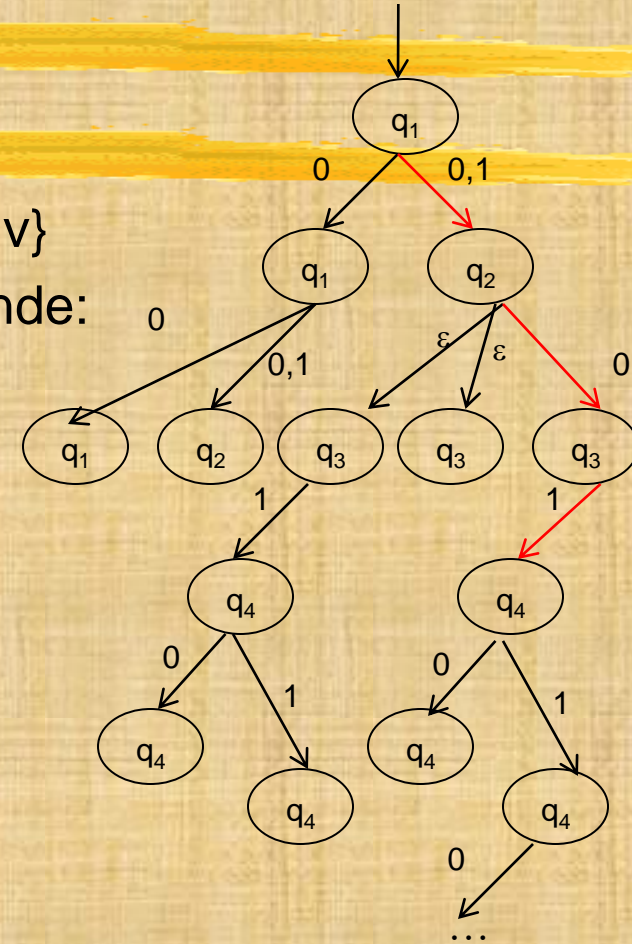 q₁
0 0,1
v}
q₁ q₂
nde:
0
ε ε
0,1 0
q₁ q₂ q₃ q₃ q₃
1 1
q₄ q₄
0 0
1 1
q₄ q₄
q₄ q₄
0
...